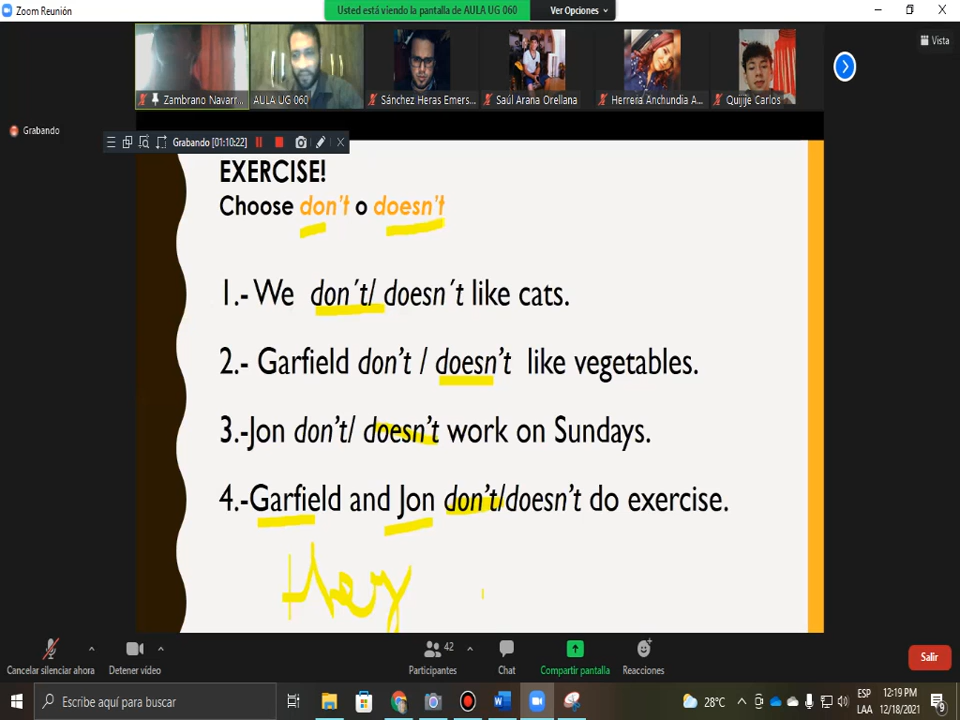 Zoom Reunión
Usted está viendo la pantalla de AULA UG 060
Ver Opciones
Vista
Zambrano Navarr...
AULA UG 060
Sánchez Heras Emers...
Saúl Arana Orellana
Herrera Anchundia A...
Quijije Carlos
Grabando
Grabando [01:10:22]
EXERCISE!
Choose don't o doesn't
1.- We don´t/ doesn´t like cats.
2.- Garfield don't / doesn't like vegetables.
3.-Jon don't/ doesn't work on Sundays.
4.-Garfield and Jon don't/doesn't do exercise.
they
Cancelar silenciar ahora
Detener vídeo
42
Participantes
Chat
Compartir pantalla
Reacciones
Salir
Escribe aquí para buscar
28°C
ESP
LAA
12:19 PM
12/18/2021
9